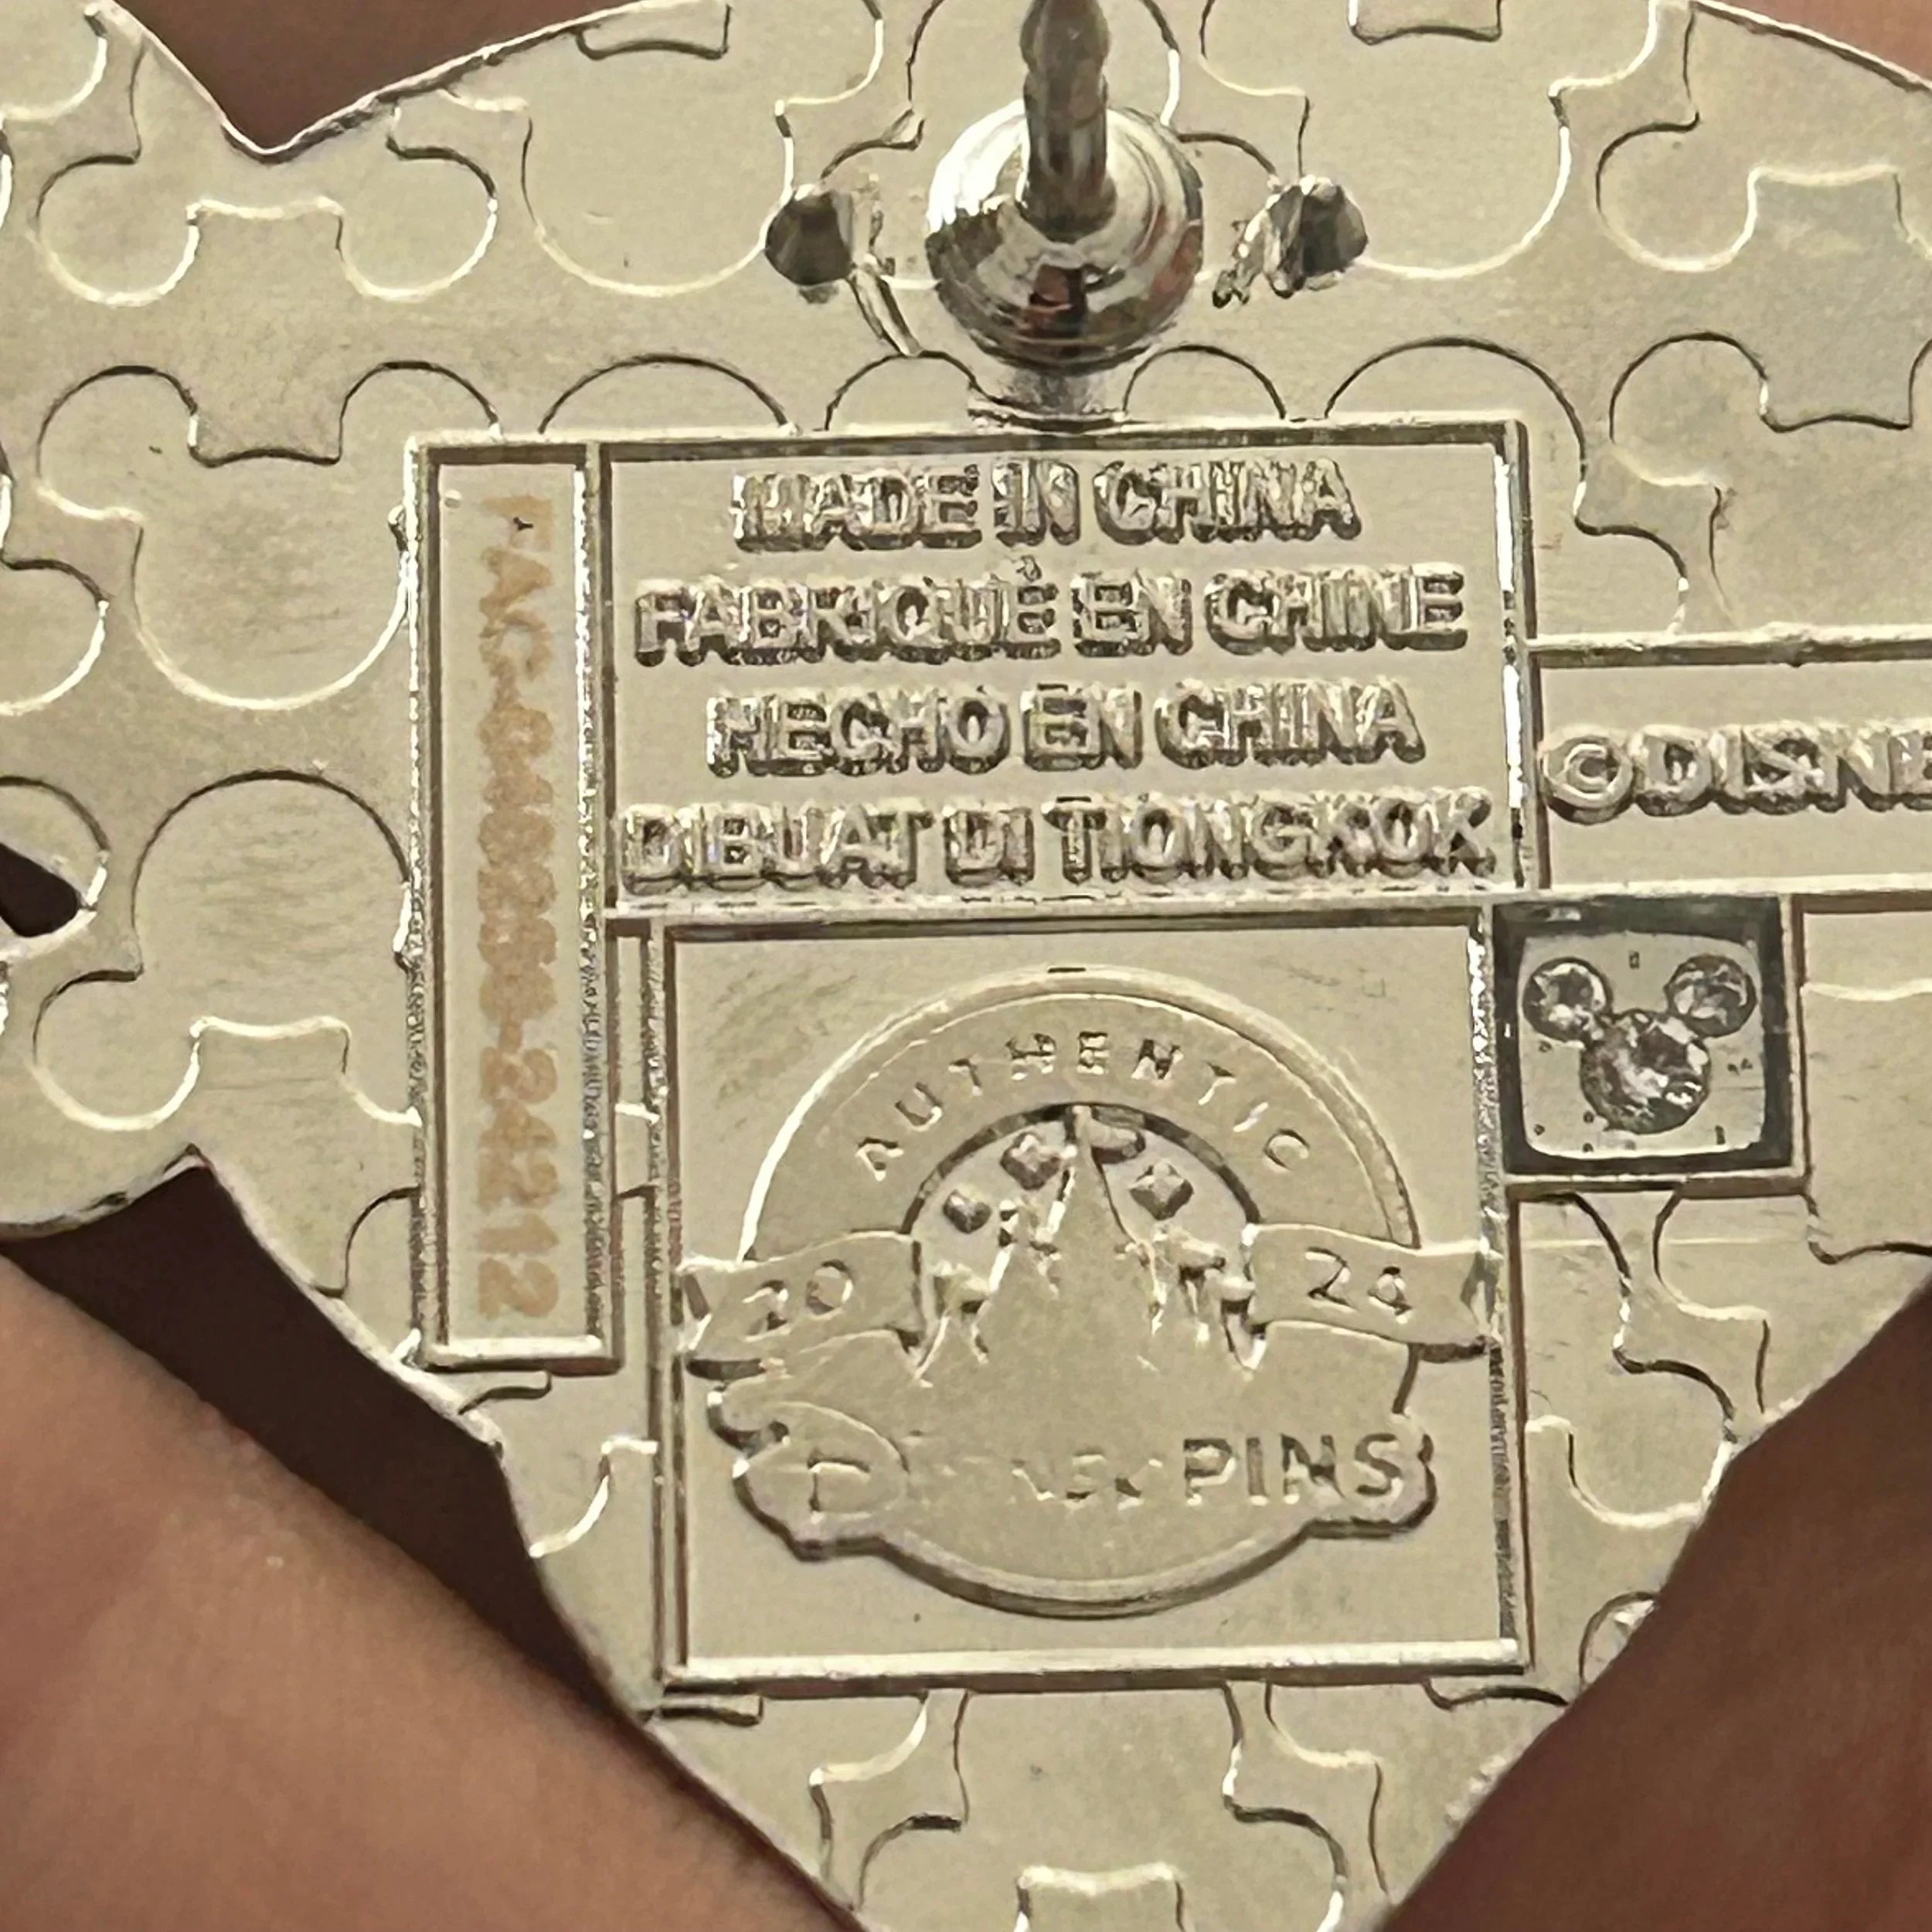 MADE IN CHINA
FABRIQUÉ EN CHINE
HECHO EN CHINA
DIBUAT DI TIONGKOK
©DISNE
AUTHENTIC
20 24
PINS